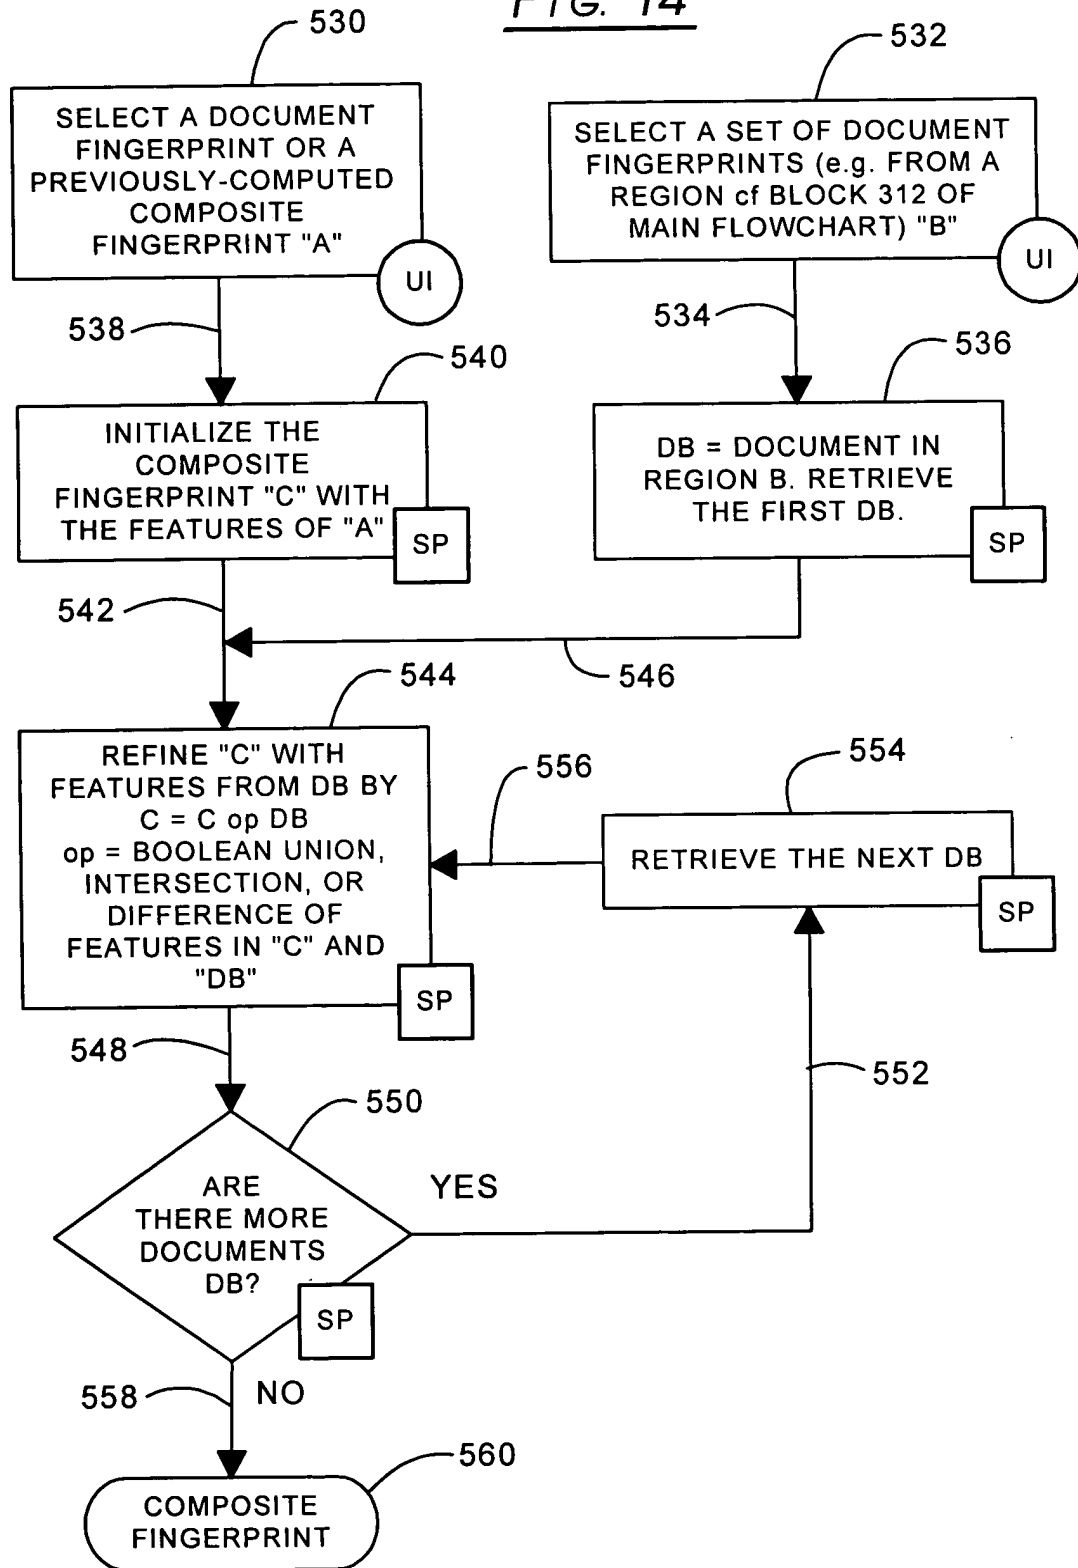 FIG. 14
530
SELECT A DOCUMENT
FINGERPRINT OR A
PREVIOUSLY-COMPUTED
COMPOSITE
FINGERPRINT "A"
UI
532
SELECT A SET OF DOCUMENT
FINGERPRINTS (e.g. FROM A
REGION cf BLOCK 312 OF
MAIN FLOWCHART) "B"
UI
538
534
540
INITIALIZE THE
COMPOSITE
FINGERPRINT "C" WITH
THE FEATURES OF "A"
SP
536
DB = DOCUMENT IN
REGION B. RETRIEVE
THE FIRST DB.
SP
542
546
544
REFINE "C" WITH
FEATURES FROM DB BY
C = C op DB
op = BOOLEAN UNION,
INTERSECTION, OR
DIFFERENCE OF
FEATURES IN "C" AND
"DB"
SP
556
554
RETRIEVE THE NEXT DB
SP
548
552
550
ARE
THERE MORE
DOCUMENTS
DB?
SP
YES
558
NO
560
COMPOSITE
FINGERPRINT